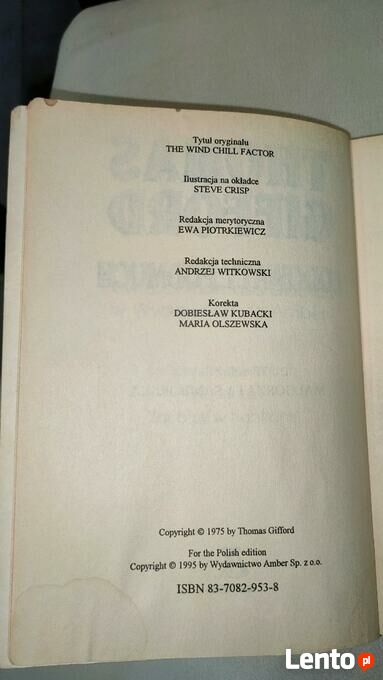 Tytuł oryginału
THE WIND CHILL FACTOR
Ilustracja na okładce
STEVE CRISP
Redakcja merytoryczna
EWA PIOTRKIEWICZ
Redakcja techniczna
ANDRZEJ WITKOWSKI
Korekta
DOBIESŁAW KUBACKI
MARIA OLSZEWSKA
Copyright © 1975 by Thomas Gifford
For the Polish edition
Copyright © 1995 by Wydawnictwo Amber Sp. z o.o.
ISBN 83-7082-953-8
Lento.pl